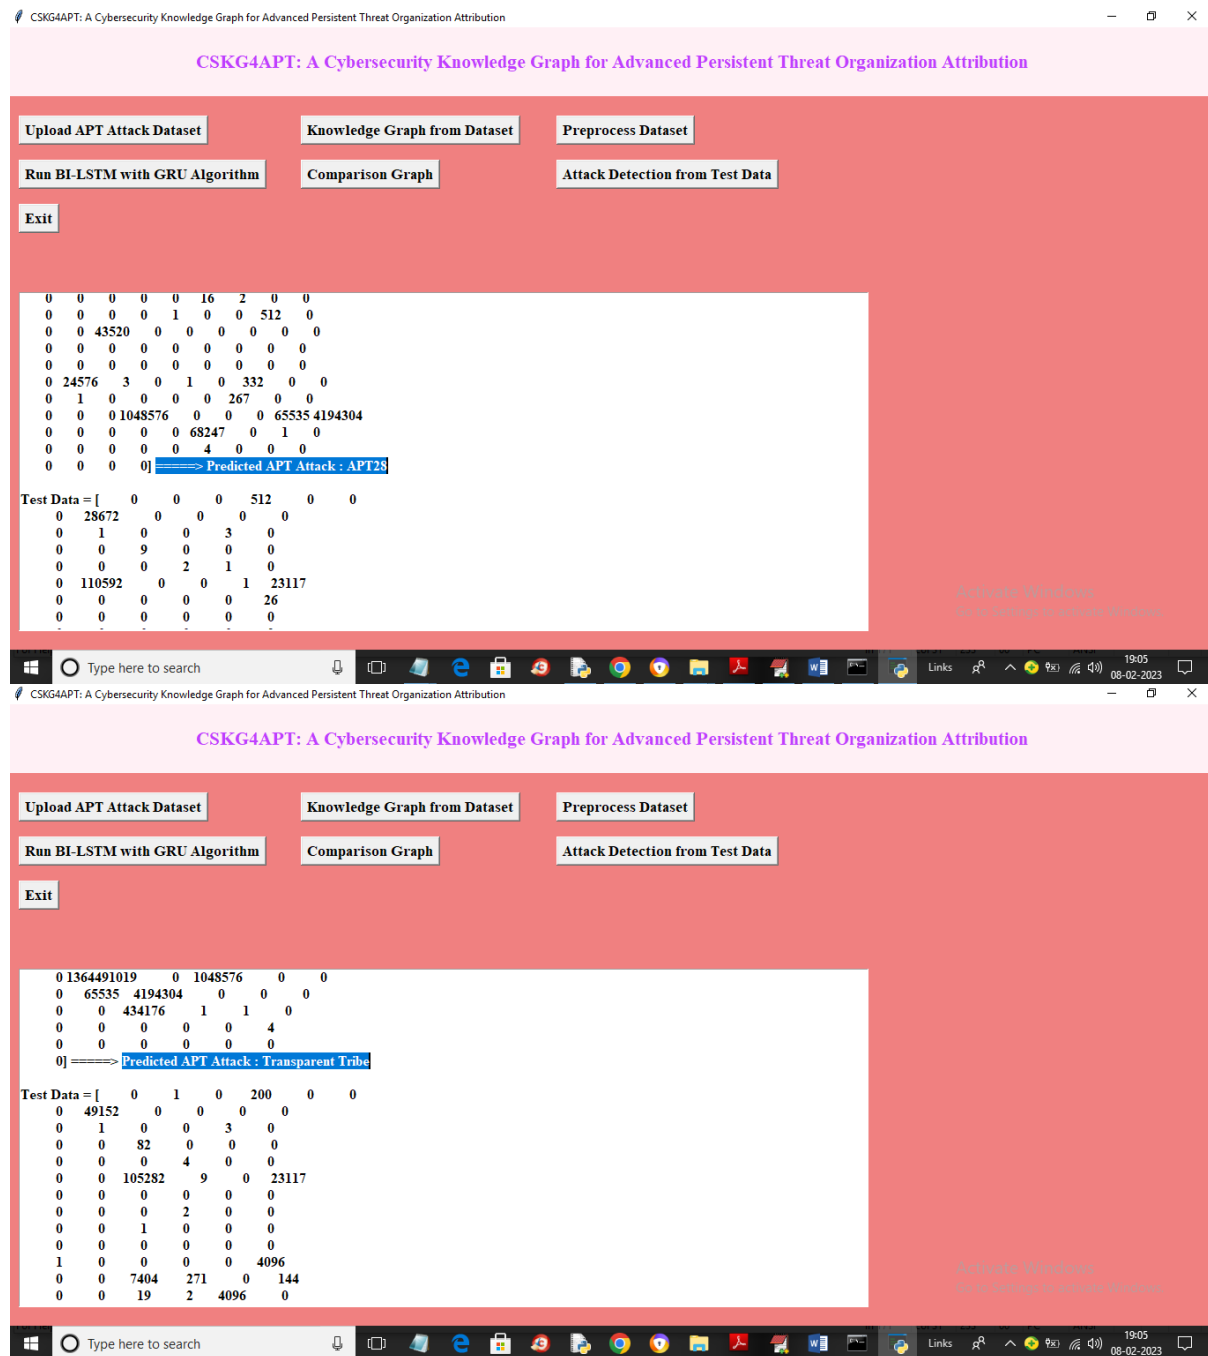 CSKG4APT: A Cybersecurity Knowledge Graph for Advanced Persistent Threat Organization Attribution
CSKG4APT: A Cybersecurity Knowledge Graph for Advanced Persistent Threat Organization Attribution
Upload APT Attack Dataset Knowledge Graph from Dataset Preprocess Dataset
Run BI-LSTM with GRU Algorithm Comparison Graph Attack Detection from Test Data
Exit
0 0 0 0 0 16 2 0 0
0 0 0 0 1 0 0 512 0
0 0 43520 0 0 0 0 0 0
0 0 0 0 0 0 0 0 0
0 0 0 0 0 0 0 0 0
0 24576 3 0 1 0 332 0 0
0 1 0 0 0 0 267 0 0
0 0 0 1048576 0 0 0 65535 4194304
0 0 0 0 0 68247 0 1 0
0 0 0 0 0 4 0 0 0
0 0 0 0] =====> Predicted APT Attack : APT28
Test Data = [ 0 0 0 512 0 0
0 28672 0 0 0 0
0 1 0 0 3 0
0 0 9 0 0 0
0 0 0 2 1 0
0 110592 0 0 1 23117
0 0 0 0 0 26
0 0 0 0 0 0
Activate Windows
Go to Settings to activate Windows.
Type here to search Links 19:05
08-02-2023
CSKG4APT: A Cybersecurity Knowledge Graph for Advanced Persistent Threat Organization Attribution
CSKG4APT: A Cybersecurity Knowledge Graph for Advanced Persistent Threat Organization Attribution
Upload APT Attack Dataset Knowledge Graph from Dataset Preprocess Dataset
Run BI-LSTM with GRU Algorithm Comparison Graph Attack Detection from Test Data
Exit
0 1364491019 0 1048576 0 0
0 65535 4194304 0 0 0
0 0 434176 1 1 0
0 0 0 0 0 4
0 0 0 0 0 0
0] =====> Predicted APT Attack : Transparent Tribe
Test Data = [ 0 1 0 200 0 0
0 49152 0 0 0 0
0 1 0 0 3 0
0 0 82 0 0 0
0 0 0 4 0 0
0 0 105282 9 0 23117
0 0 0 0 0 0
0 0 0 2 0 0
0 0 1 0 0 0
0 0 0 0 0 0
1 0 0 0 0 4096
0 0 7404 271 0 144
0 0 19 2 4096 0
Activate Windows
Go to Settings to activate Windows.
Type here to search Links 19:05
08-02-2023